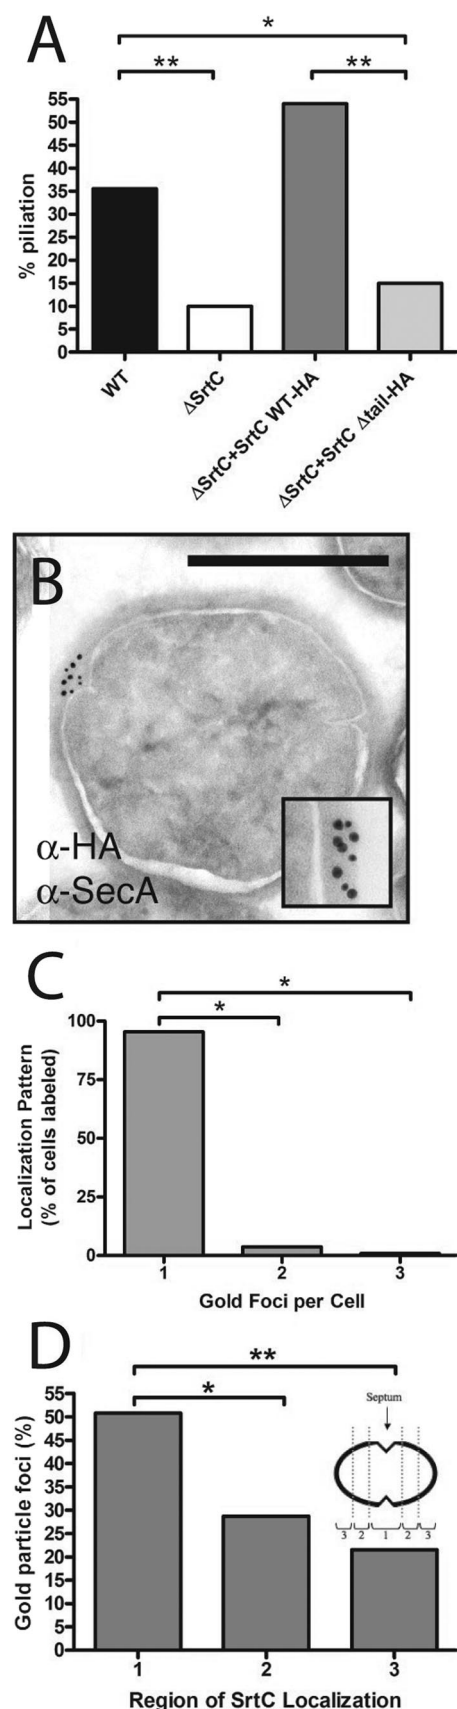 A
*
**
**
55
50
45
40
35
30
25
20
15
10
5
0
% piliation
WT
ΔSrtC
ΔSrtC+SrtC WT-HA
ΔSrtC+SrtC Δtail-HA
B
α-HA
α-SecA
C
*
*
100
75
50
25
0
Localization Pattern
(% of cells labeled)
1
2
3
Gold Foci per Cell
D
**
*
55
50
45
40
35
30
25
20
15
10
5
0
Gold particle foci (%)
Septum
3 2 1 2 3
1
2
3
Region of SrtC Localization